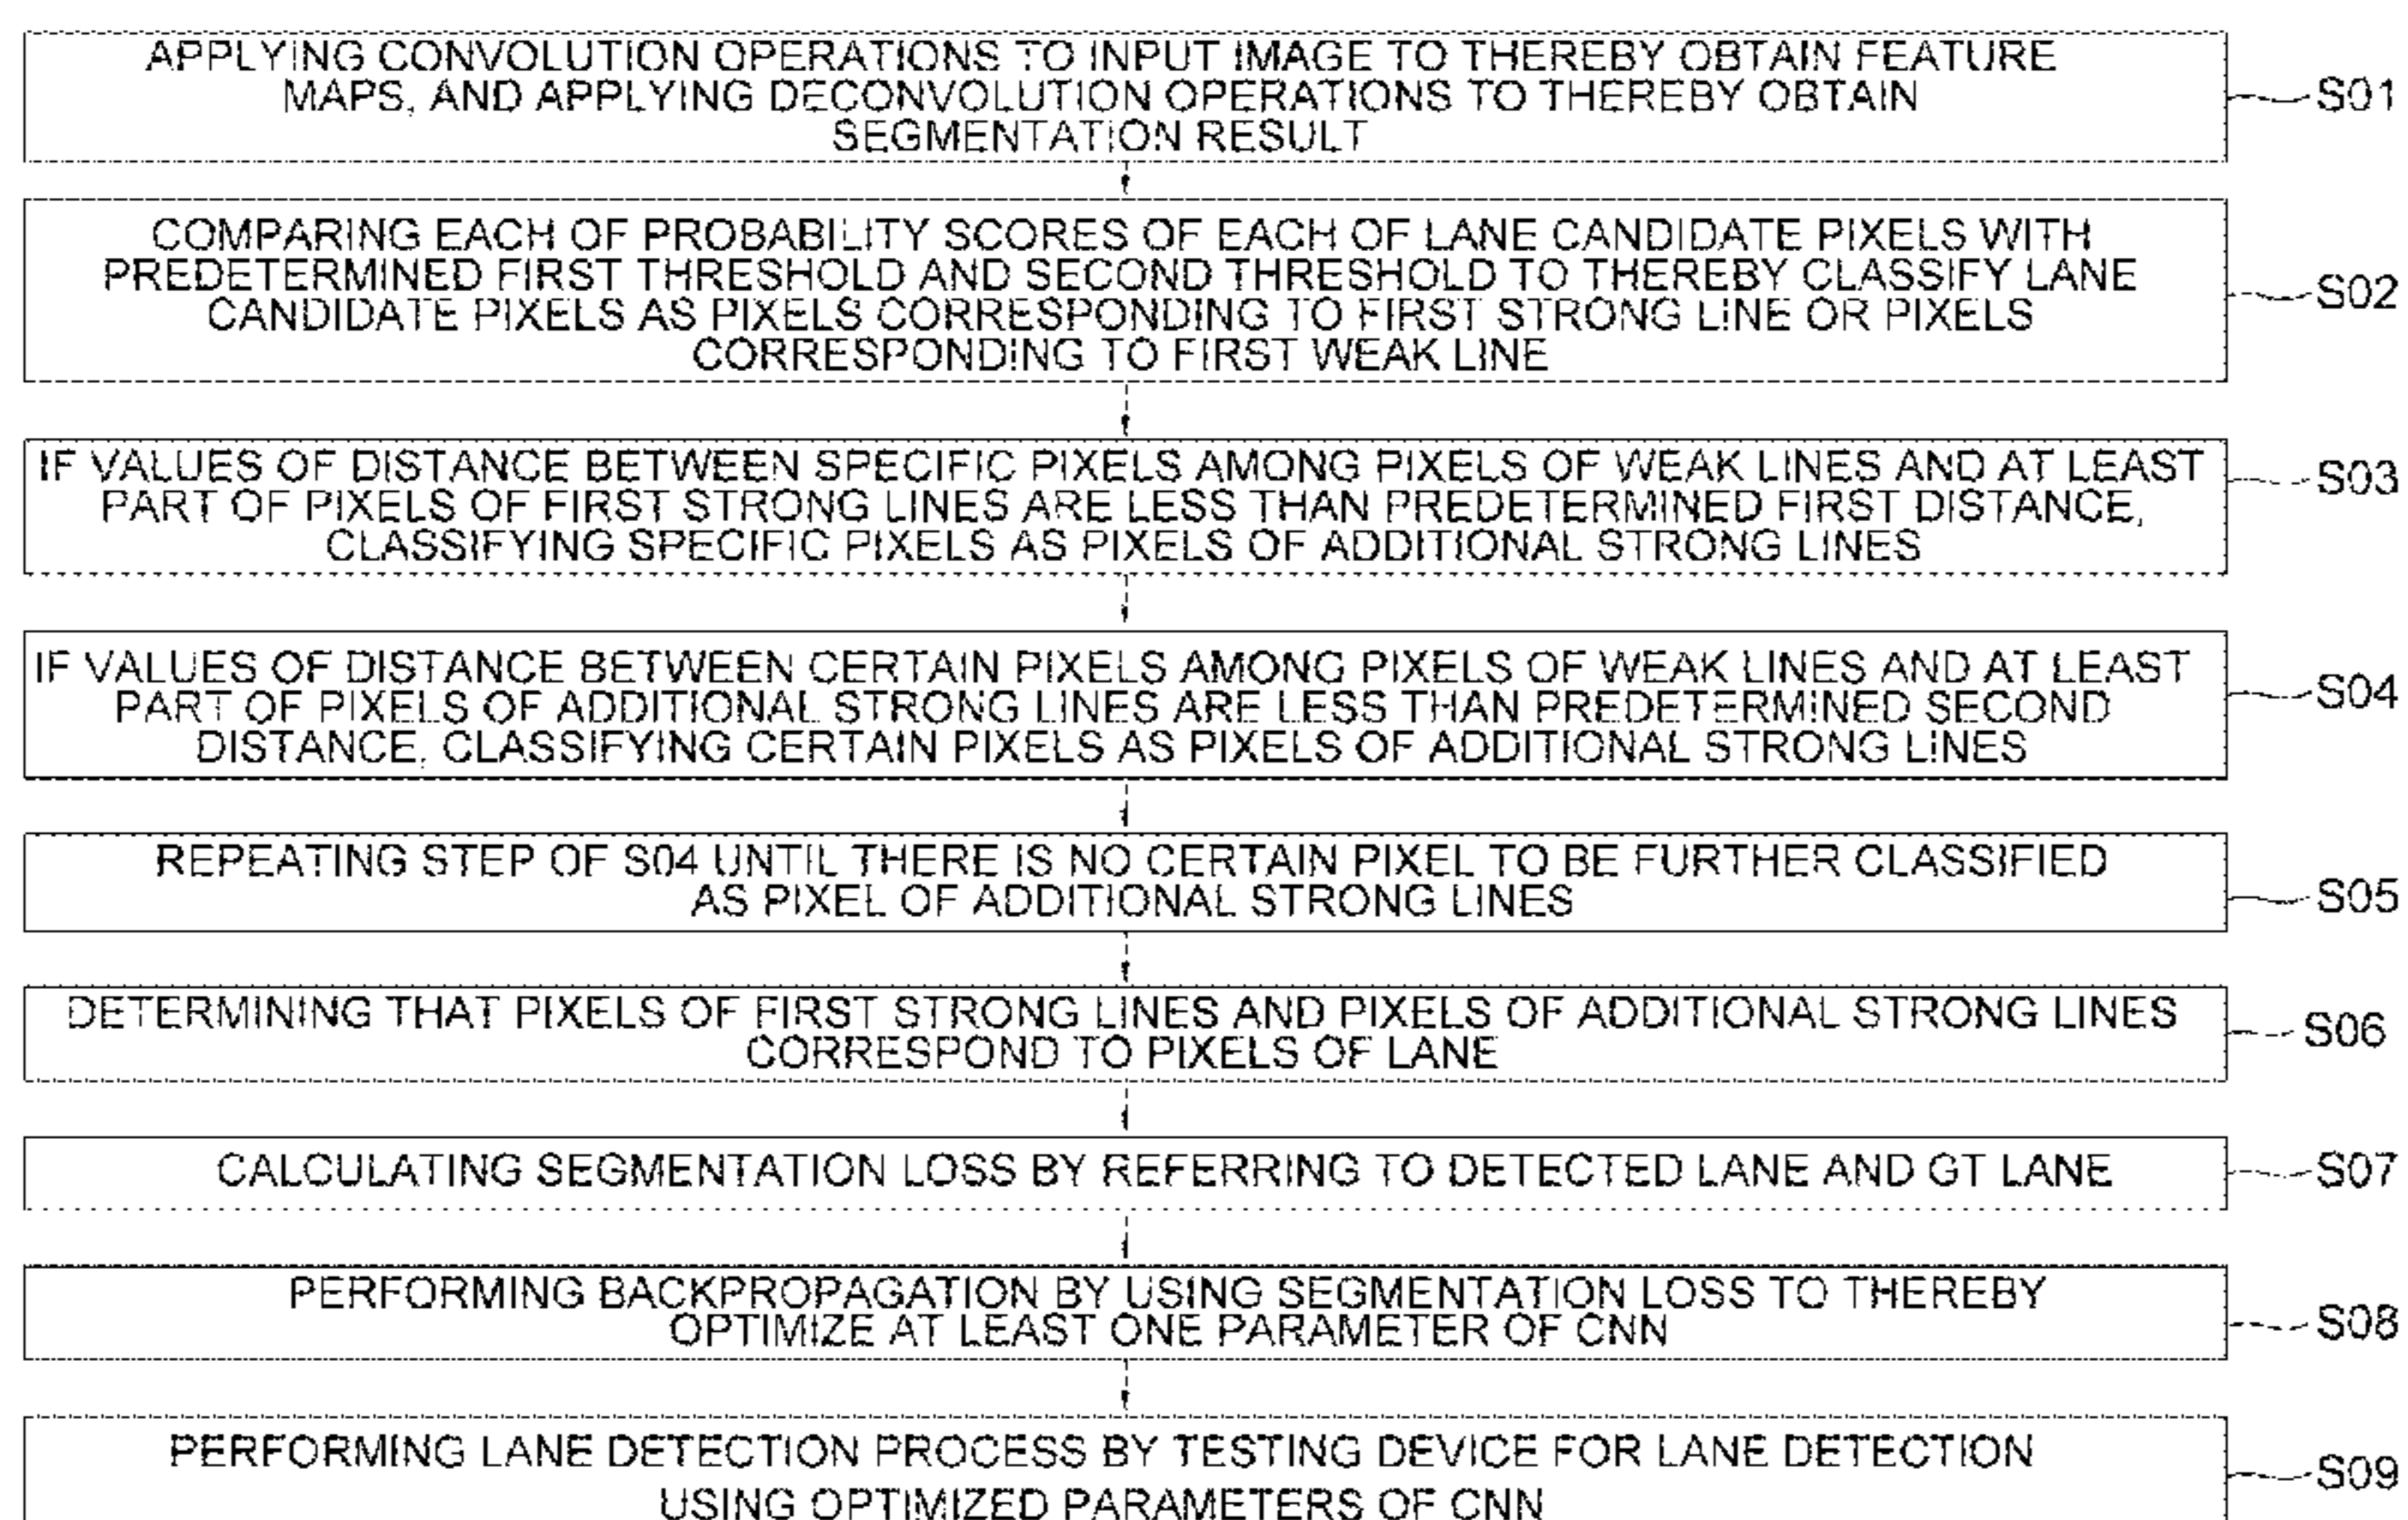 APPLYING CONVOLUTION OPERATIONS TO INPUT IMAGE TO THEREBY OBTAIN FEATURE
MAPS, AND APPLYING DECONVOLUTION OPERATIONS TO THEREBY OBTAIN
SEGMENTATION RESULT
S01
COMPARING EACH OF PROBABILITY SCORES OF EACH OF LANE CANDIDATE PIXELS WITH
PREDETERMINED FIRST THRESHOLD AND SECOND THRESHOLD TO THEREBY CLASSIFY LANE
CANDIDATE PIXELS AS PIXELS CORRESPONDING TO FIRST STRONG LINE OR PIXELS
CORRESPONDING TO FIRST WEAK LINE
S02
IF VALUES OF DISTANCE BETWEEN SPECIFIC PIXELS AMONG PIXELS OF WEAK LINES AND AT LEAST
PART OF PIXELS OF FIRST STRONG LINES ARE LESS THAN PREDETERMINED FIRST DISTANCE,
CLASSIFYING SPECIFIC PIXELS AS PIXELS OF ADDITIONAL STRONG LINES
S03
IF VALUES OF DISTANCE BETWEEN CERTAIN PIXELS AMONG PIXELS OF WEAK LINES AND AT LEAST
PART OF PIXELS OF ADDITIONAL STRONG LINES ARE LESS THAN PREDETERMINED SECOND
DISTANCE, CLASSIFYING CERTAIN PIXELS AS PIXELS OF ADDITIONAL STRONG LINES
S04
REPEATING STEP OF S04 UNTIL THERE IS NO CERTAIN PIXEL TO BE FURTHER CLASSIFIED
AS PIXEL OF ADDITIONAL STRONG LINES
S05
DETERMINING THAT PIXELS OF FIRST STRONG LINES AND PIXELS OF ADDITIONAL STRONG LINES
CORRESPOND TO PIXELS OF LANE
S06
CALCULATING SEGMENTATION LOSS BY REFERRING TO DETECTED LANE AND GT LANE
S07
PERFORMING BACKPROPAGATION BY USING SEGMENTATION LOSS TO THEREBY
OPTIMIZE AT LEAST ONE PARAMETER OF CNN
S08
PERFORMING LANE DETECTION PROCESS BY TESTING DEVICE FOR LANE DETECTION
USING OPTIMIZED PARAMETERS OF CNN
S09